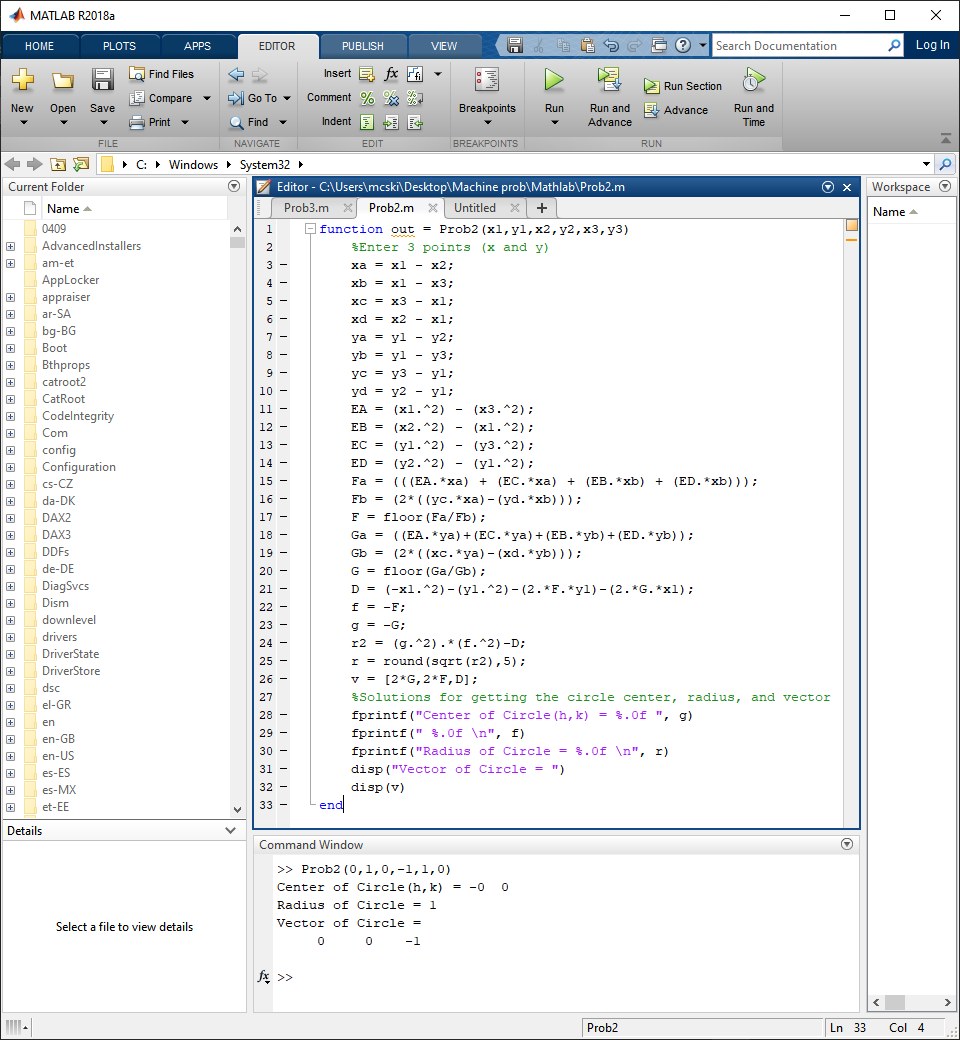 MATLAB R2018a
HOME PLOTS APPS EDITOR PUBLISH VIEW Search Documentation Log In
New Open Save Find Files Compare Print
Go To Find
Insert fx Comment Indent
Breakpoints
Run Run and Advance Run Section Advance Run and Time
FILE NAVIGATE EDIT BREAKPOINTS RUN
C: Windows System32
Current Folder
Name
0409
AdvancedInstallers
am-et
AppLocker
appraiser
ar-SA
bg-BG
Boot
Bthprops
catroot2
CatRoot
CodeIntegrity
Com
config
Configuration
cs-CZ
da-DK
DAX2
DAX3
DDFs
de-DE
DiagSvcs
Dism
downlevel
drivers
DriverState
DriverStore
dsc
el-GR
en
en-GB
en-US
es-ES
es-MX
et-EE
Details
Select a file to view details
Editor - C:\Users\mcski\Desktop\Machine prob\Mathlab\Prob2.m
Prob3.m Prob2.m Untitled
1 function out = Prob2(x1,y1,x2,y2,x3,y3)
2 %Enter 3 points (x and y)
3 xa = x1 - x2;
4 xb = x1 - x3;
5 xc = x3 - x1;
6 xd = x2 - x1;
7 ya = y1 - y2;
8 yb = y1 - y3;
9 yc = y3 - y1;
10 yd = y2 - y1;
11 EA = (x1.^2) - (x3.^2);
12 EB = (x2.^2) - (x1.^2);
13 EC = (y1.^2) - (y3.^2);
14 ED = (y2.^2) - (y1.^2);
15 Fa = (((EA.*xa) + (EC.*xa) + (EB.*xb) + (ED.*xb)));
16 Fb = (2*((yc.*xa)-(yd.*xb)));
17 F = floor(Fa/Fb);
18 Ga = ((EA.*ya)+(EC.*ya)+(EB.*yb)+(ED.*yb));
19 Gb = (2*((xc.*ya)-(xd.*yb)));
20 G = floor(Ga/Gb);
21 D = (-x1.^2)-(y1.^2)-(2.*F.*y1)-(2.*G.*x1);
22 f = -F;
23 g = -G;
24 r2 = (g.^2).*(f.^2)-D;
25 r = round(sqrt(r2),5);
26 v = [2*G,2*F,D];
27 %Solutions for getting the circle center, radius, and vector
28 fprintf("Center of Circle(h,k) = %.0f ", g)
29 fprintf(" %.0f \n", f)
30 fprintf("Radius of Circle = %.0f \n", r)
31 disp("Vector of Circle = ")
32 disp(v)
33 end
Command Window
>> Prob2(0,1,0,-1,1,0)
Center of Circle(h,k) = -0 0
Radius of Circle = 1
Vector of Circle =
0 0 -1
fx >>
Workspace
Name
Prob2 Ln 33 Col 4